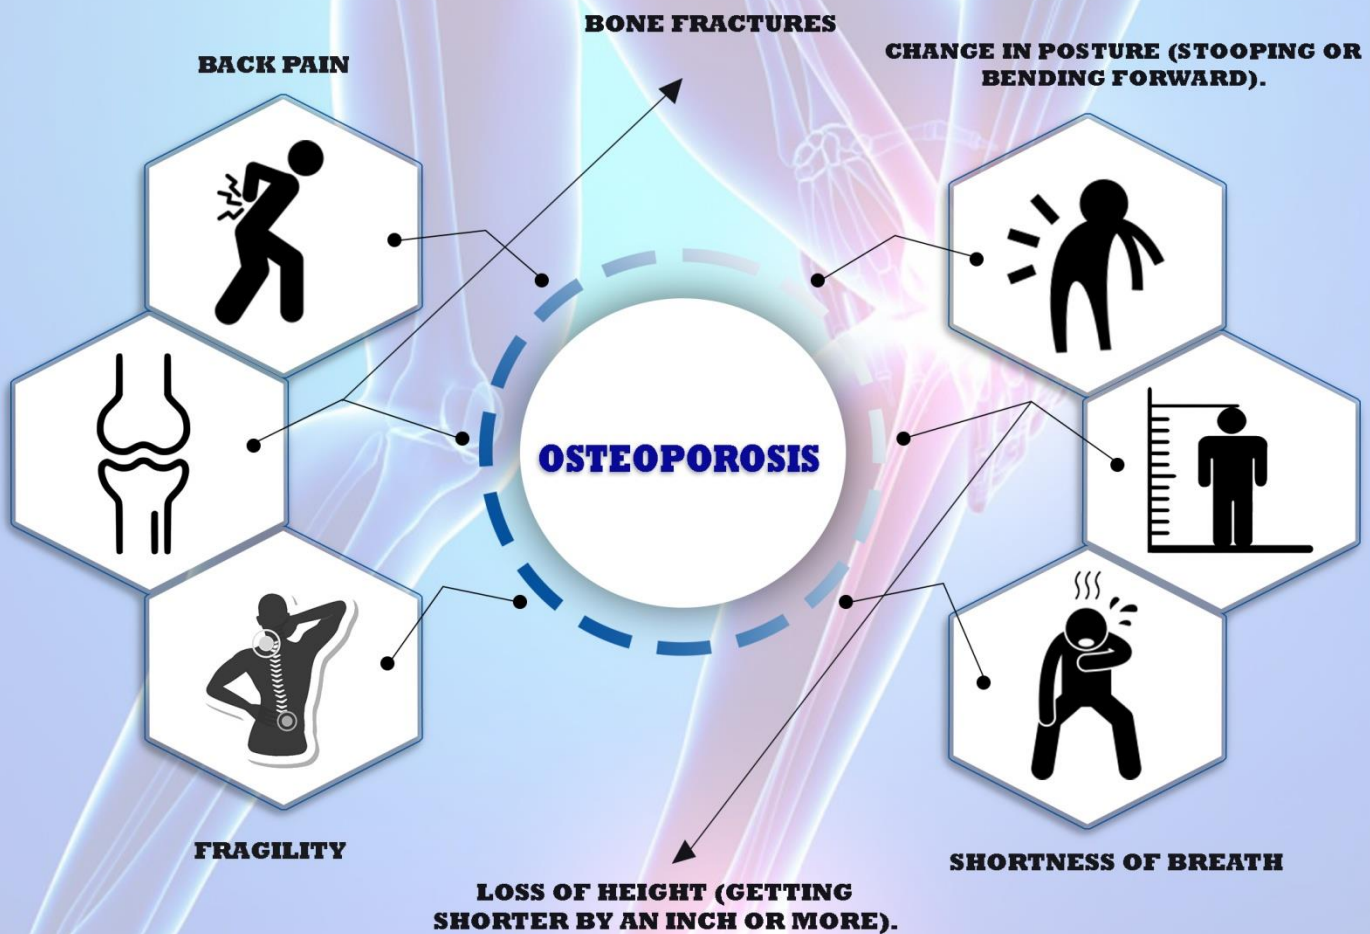 BONE FRACTURES
BACK PAIN
CHANGE IN POSTURE (STOOPING OR
BENDING FORWARD).
OSTEOPOROSIS
FRAGILITY
SHORTNESS OF BREATH
LOSS OF HEIGHT (GETTING
SHORTER BY AN INCH OR MORE).